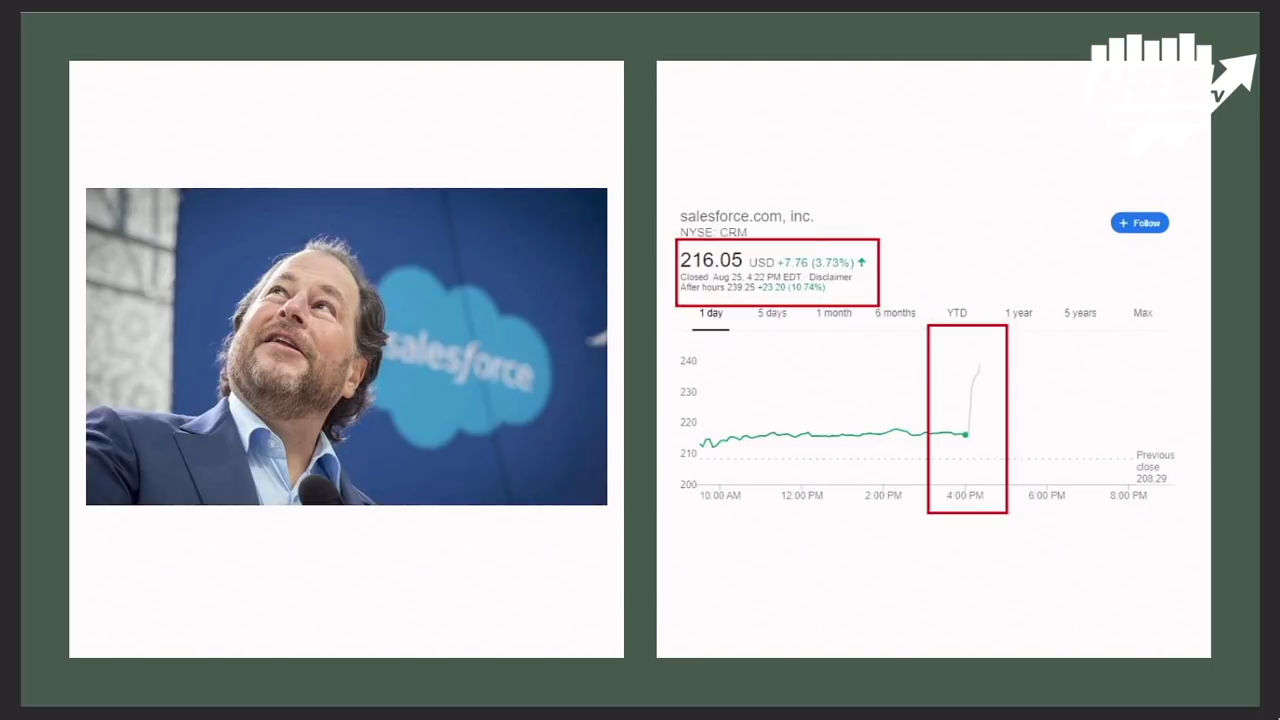 salesforce
salesforce.com, inc.
NYSE: CRM
+ Follow
216.05 USD +7.76 (3.73%) ↑
Closed Aug 25, 4:22 PM EDT · Disclaimer
After hours 239.25 +23.20 (10.74%)
1 day 5 days 1 month 6 months YTD 1 year 5 years Max
240
230
220
210
200
Previous
close
208.29
10:00 AM 12:00 PM 2:00 PM 4:00 PM 6:00 PM 8:00 PM